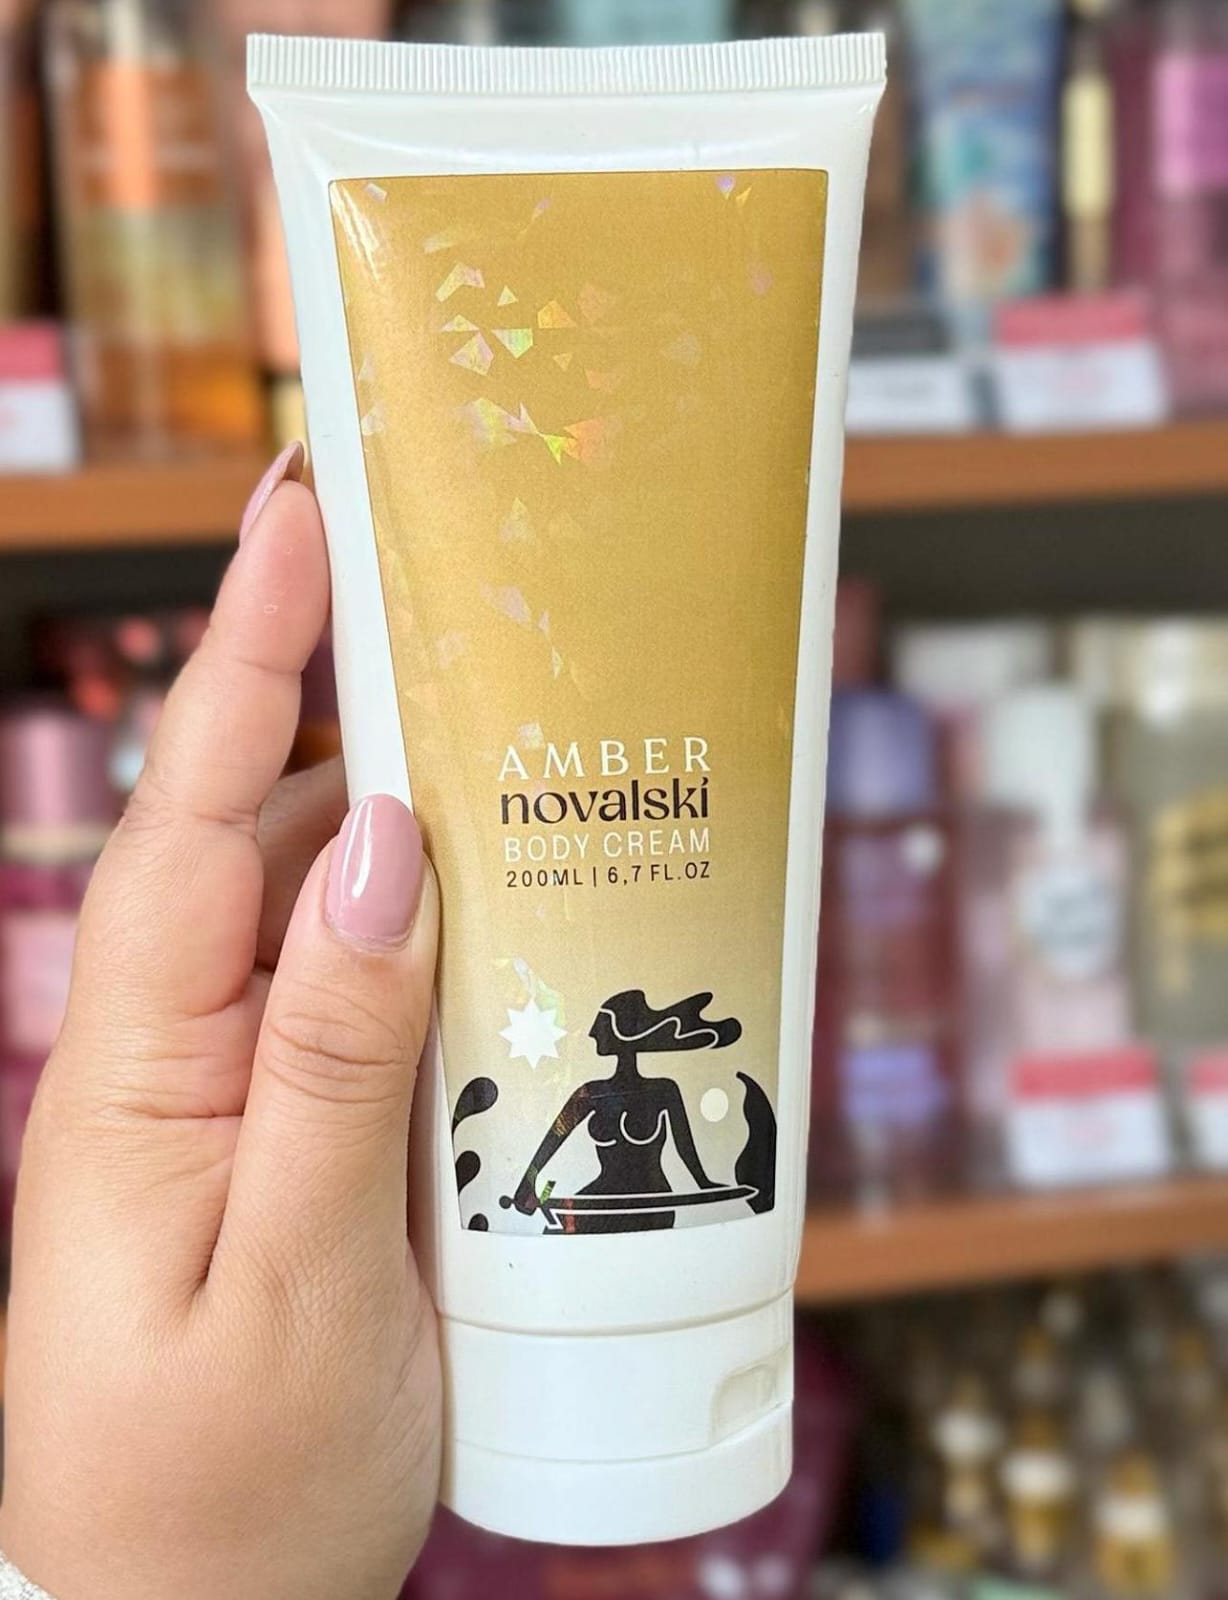 AMBER
novalski
BODY CREAM
200ML | 6,7 FL.OZ